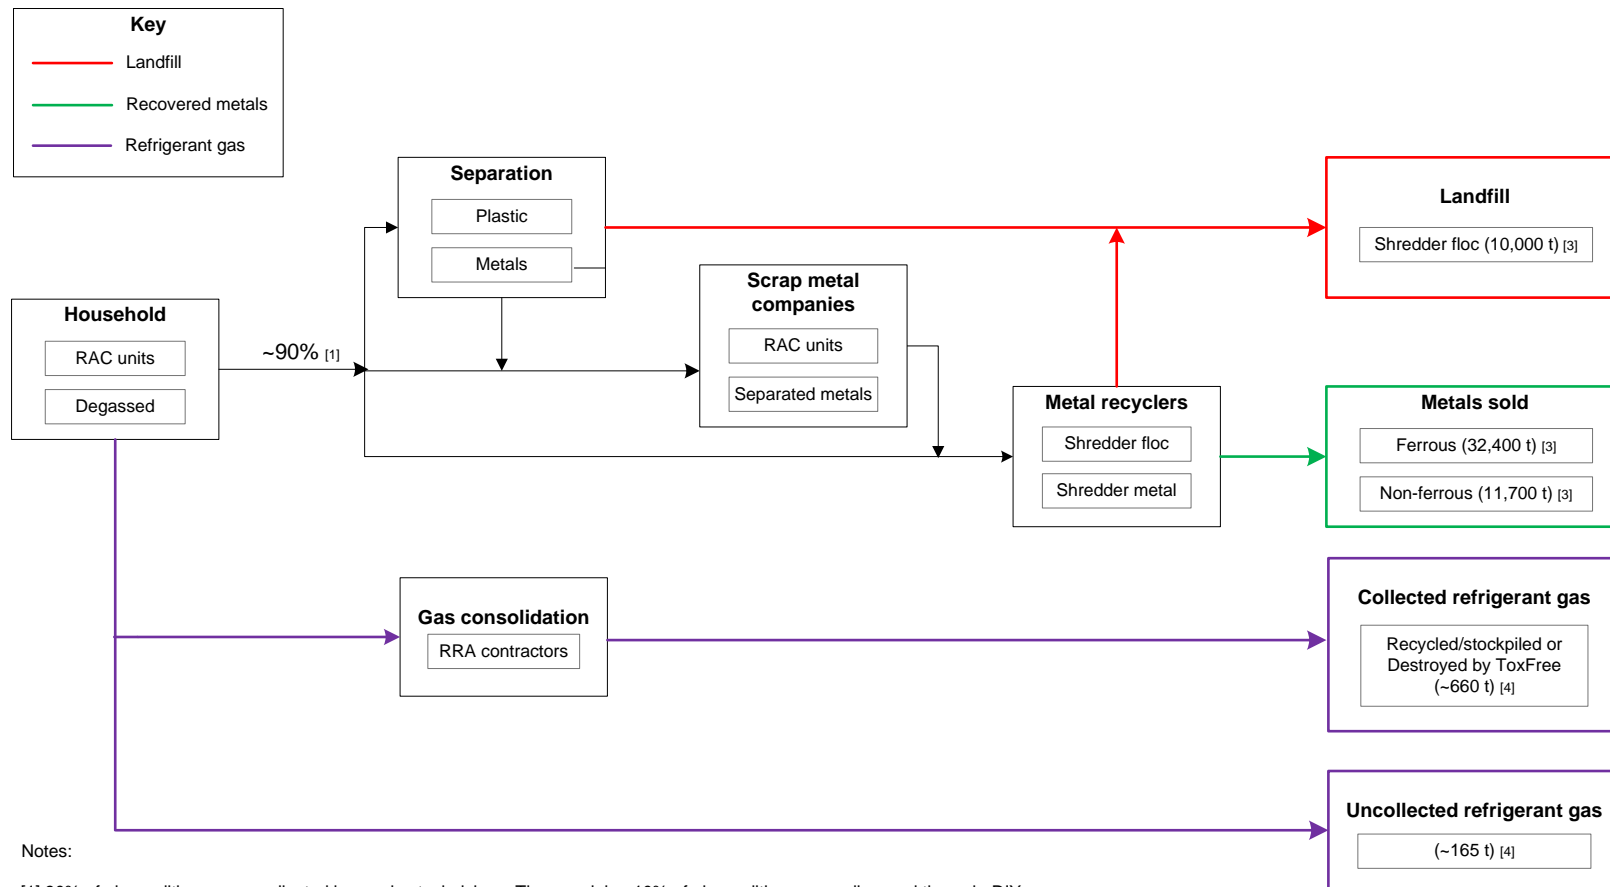 Key
Landfill
Recovered metals
Refrigerant gas
Separation
Plastic
Metals
Landfill
Shredder floc (10,000 t) [3]
Scrap metal
companies
RAC units
Separated metals
Household
RAC units
Degassed
~90% [1]
Metal recyclers
Shredder floc
Shredder metal
Metals sold
Ferrous (32,400 t) [3]
Non-ferrous (11,700 t) [3]
Gas consolidation
RRA contractors
Collected refrigerant gas
Recycled/stockpiled or
Destroyed by ToxFree
(~660 t) [4]
Uncollected refrigerant gas
(~165 t) [4]
Notes: